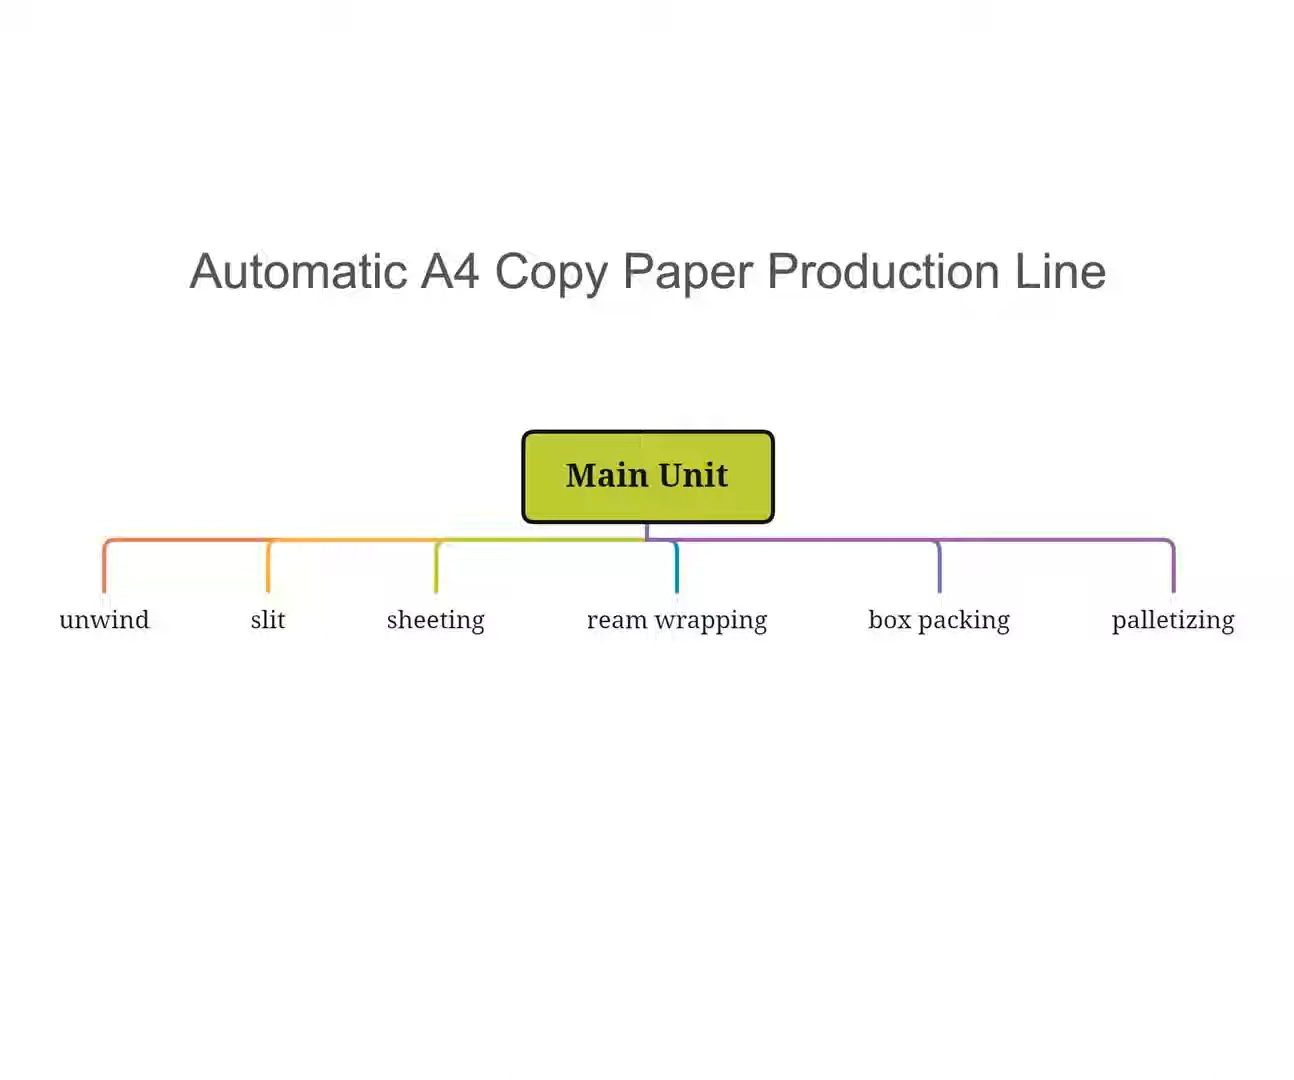 Automatic A4 Copy Paper Production Line
Main Unit
unwind slit sheeting ream wrapping box packing palletizing